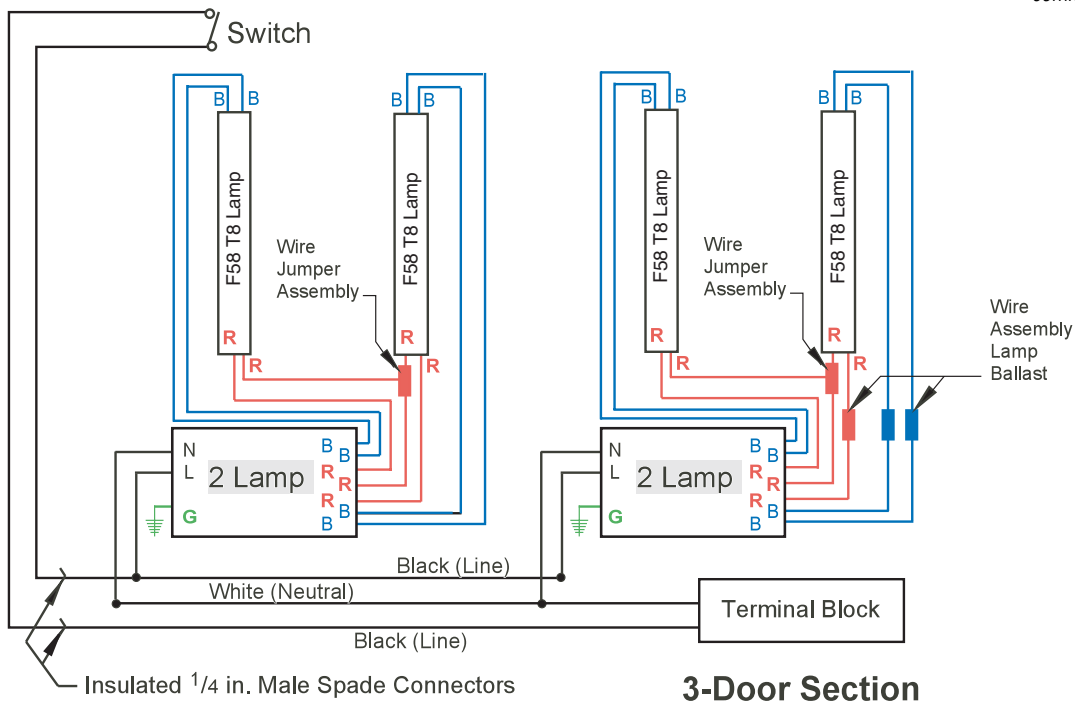 Switch
B B
B B
B B
B B
F58 T8 Lamp
F58 T8 Lamp
F58 T8 Lamp
F58 T8 Lamp
Wire
Jumper
Assembly
Wire
Jumper
Assembly
Wire
Assembly
Lamp
Ballast
R
R
R
R
R
R
R
R
N
L
G
2 Lamp
B
B
R
R
R
B
B
N
L
G
2 Lamp
B
B
R
R
R
B
B
Black (Line)
White (Neutral)
Black (Line)
Terminal Block
Insulated 1/4 in. Male Spade Connectors
3-Door Section